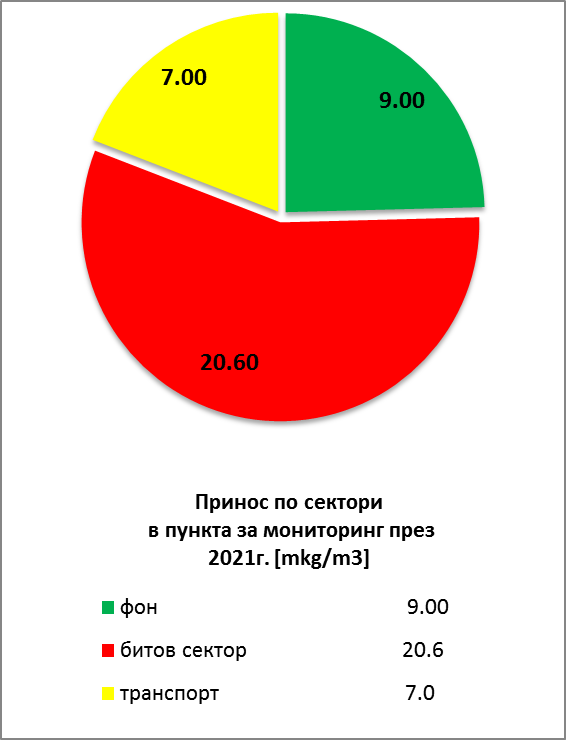 7.00
9.00
20.60
Принос по сектори
в пункта за мониторинг през
2021г. [mkg/m3]
фон 9.00
битов сектор 20.6
транспорт 7.0